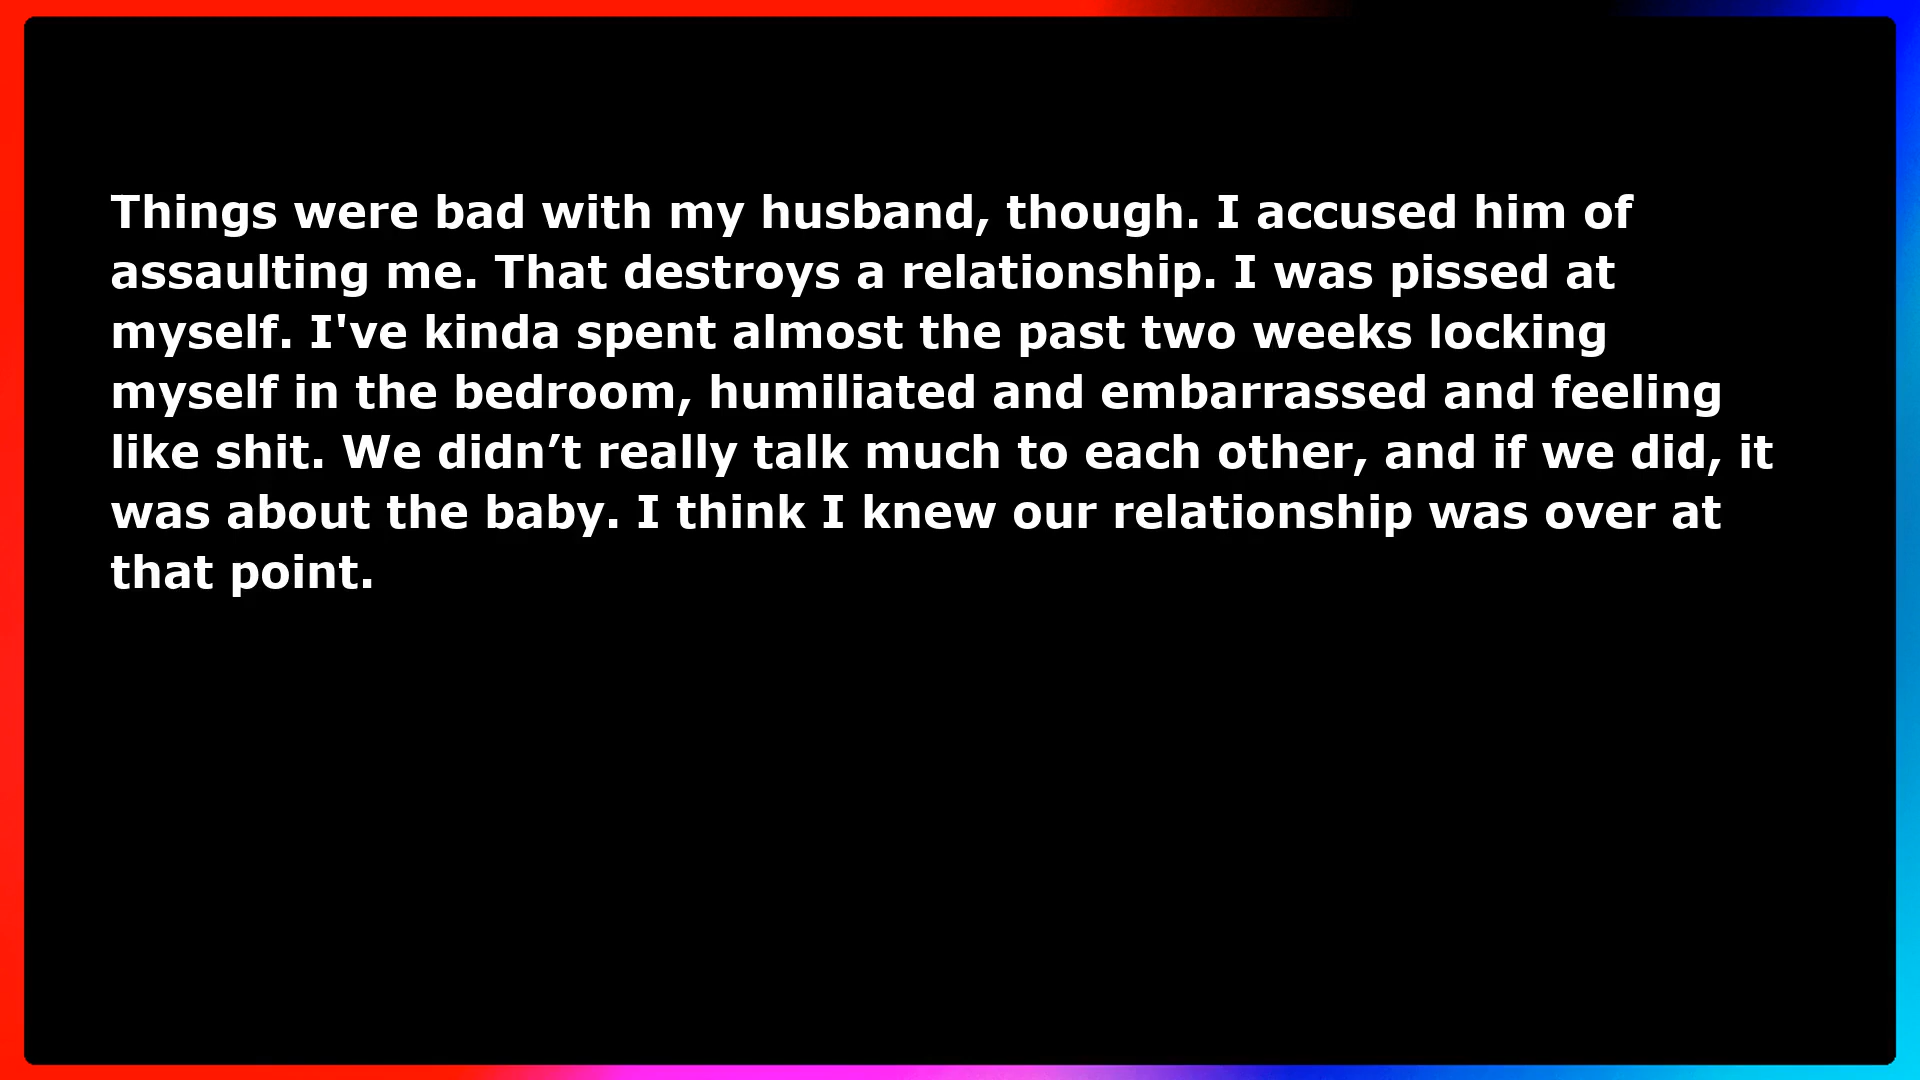 Things were bad with my husband, though. I accused him of
assaulting me. That destroys a relationship. I was pissed at
myself. I've kinda spent almost the past two weeks locking
myself in the bedroom, humiliated and embarrassed and feeling
like shit. We didn’t really talk much to each other, and if we did, it
was about the baby. I think I knew our relationship was over at
that point.